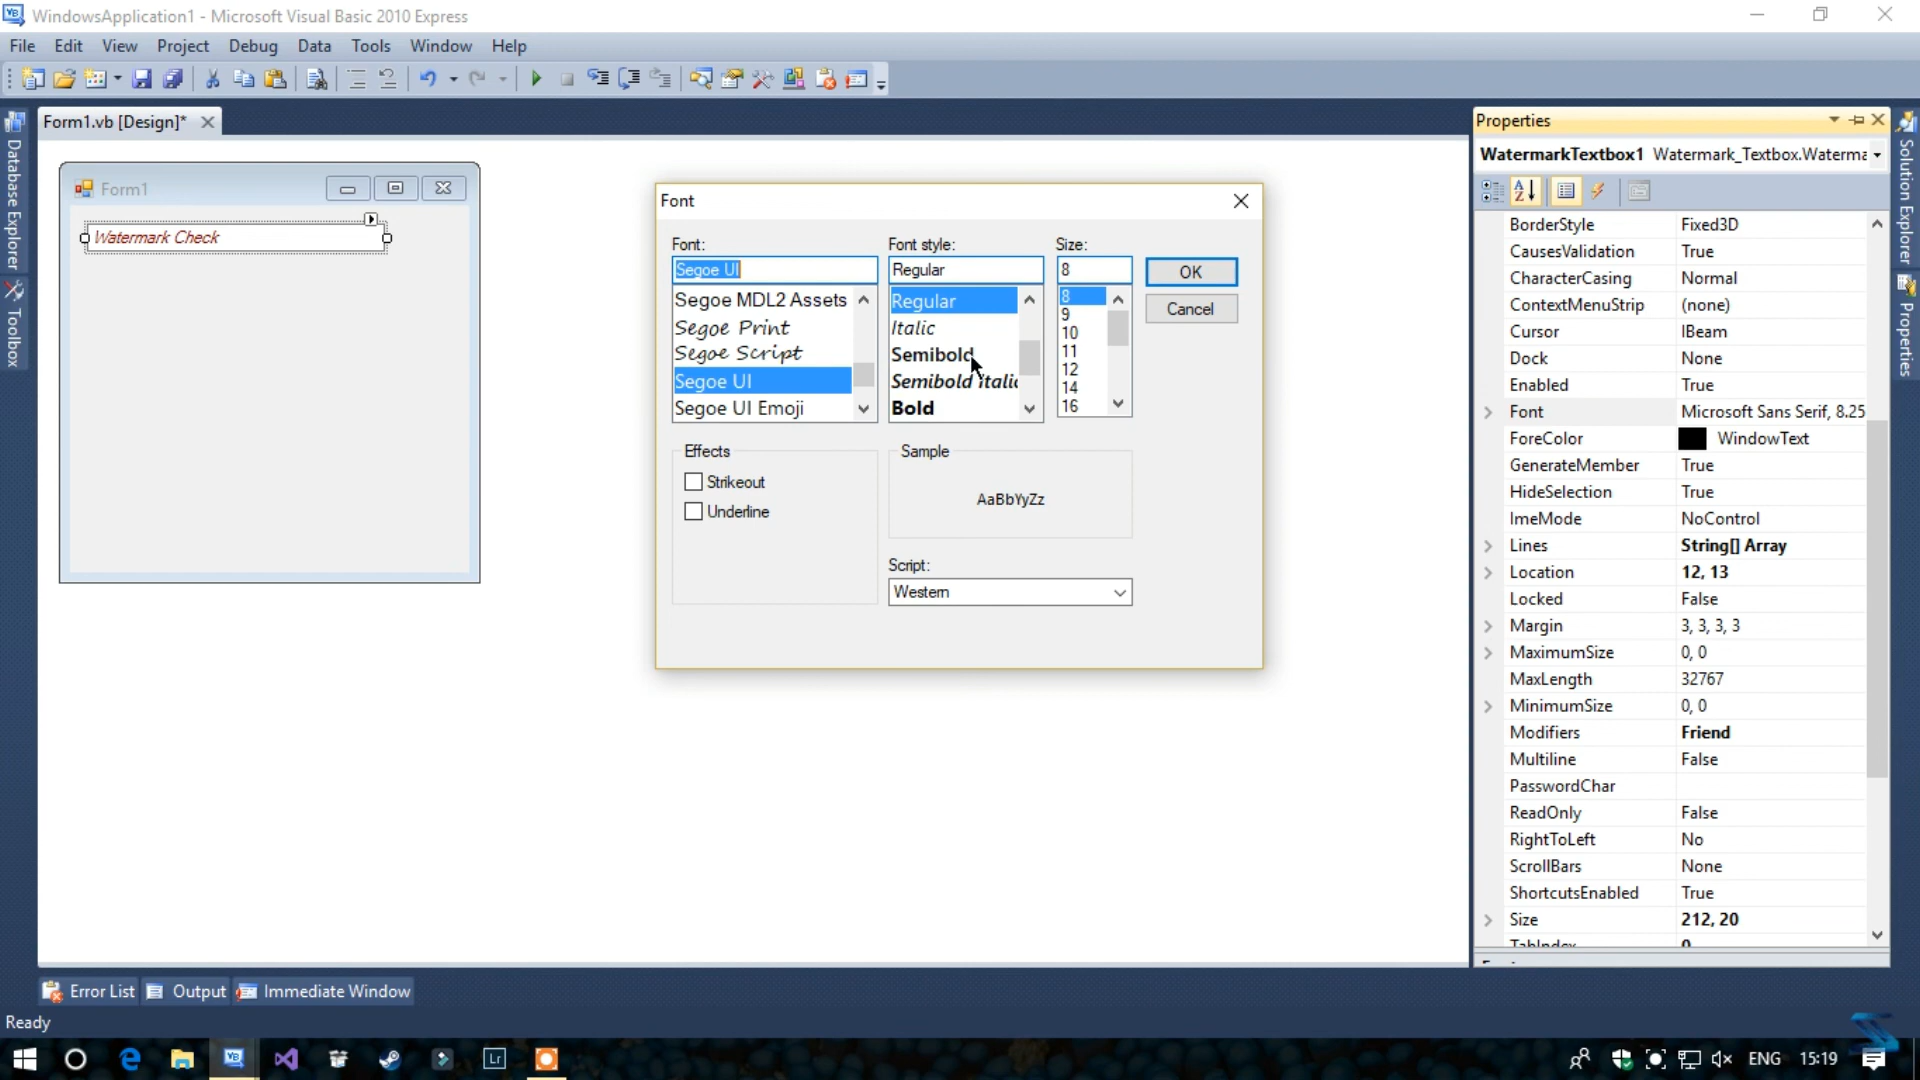 WindowsApplication1 - Microsoft Visual Basic 2010 Express
File Edit View Project Debug Data Tools Window Help
Form1.vb [Design]*
Database Explorer
Toolbox
Form1
Watermark Check
Font
Font:
Segoe UI
Segoe MDL2 Assets
Segoe Print
Segoe Script
Segoe UI
Segoe UI Emoji
Font style:
Regular
Regular
Italic
Semibold
Semibold Italic
Bold
Size:
8
8
9
10
11
12
14
16
OK
Cancel
Effects
Strikeout
Underline
Sample
AaBbYyZz
Script:
Western
Properties
WatermarkTextbox1 Watermark_Textbox.Waterma
BorderStyle Fixed3D
CausesValidation True
CharacterCasing Normal
ContextMenuStrip (none)
Cursor IBeam
Dock None
Enabled True
Font Microsoft Sans Serif, 8.25
ForeColor WindowText
GenerateMember True
HideSelection True
ImeMode NoControl
Lines String[] Array
Location 12, 13
Locked False
Margin 3, 3, 3, 3
MaximumSize 0, 0
MaxLength 32767
MinimumSize 0, 0
Modifiers Friend
Multiline False
PasswordChar
ReadOnly False
RightToLeft No
ScrollBars None
ShortcutsEnabled True
Size 212, 20
TabIndex 0
Solution Explorer
Properties
Error List Output Immediate Window
Ready
Lr
ENG 15:19